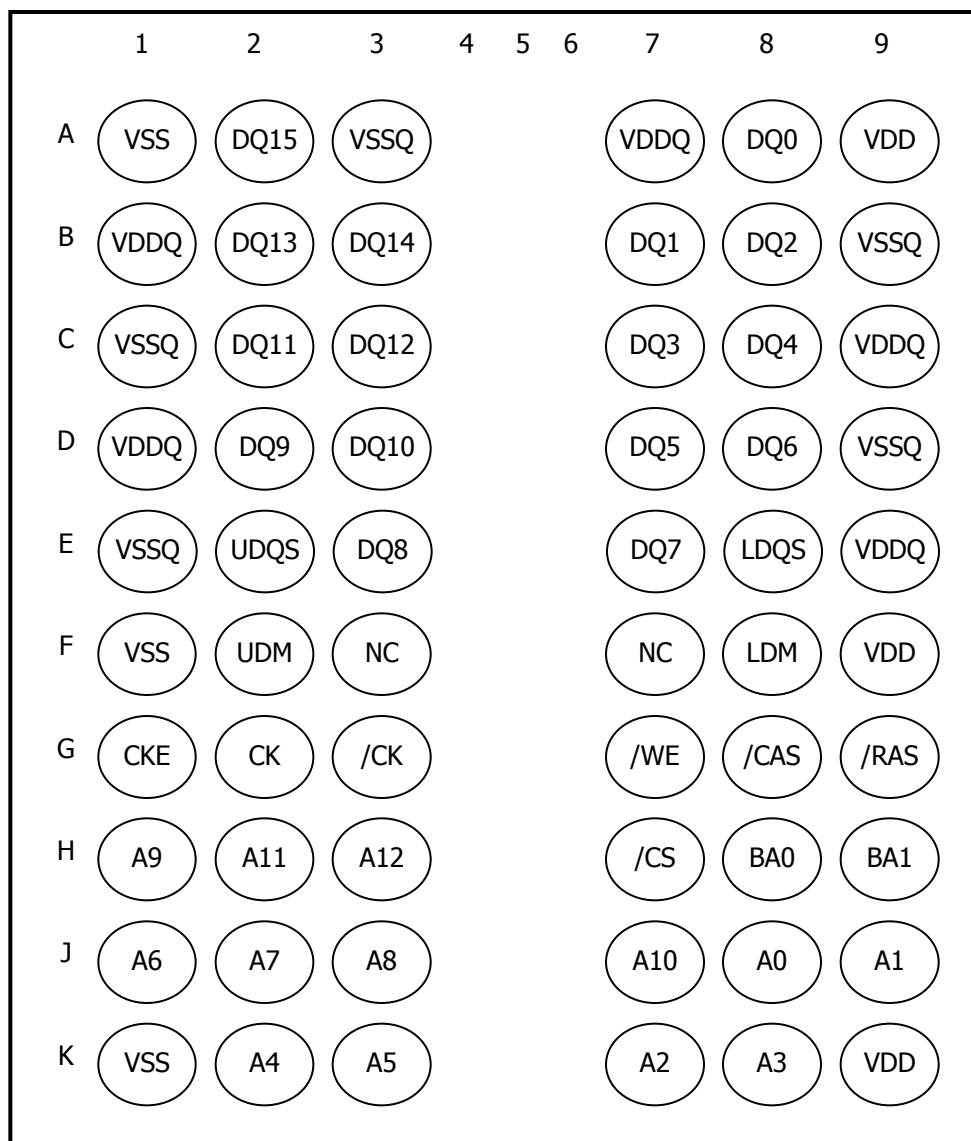 1 2 3 4 5 6 7 8 9
A VSS DQ15 VSSQ VDDQ DQ0 VDD
B VDDQ DQ13 DQ14 DQ1 DQ2 VSSQ
C VSSQ DQ11 DQ12 DQ3 DQ4 VDDQ
D VDDQ DQ9 DQ10 DQ5 DQ6 VSSQ
E VSSQ UDQS DQ8 DQ7 LDQS VDDQ
F VSS UDM NC NC LDM VDD
G CKE CK /CK /WE /CAS /RAS
H A9 A11 A12 /CS BA0 BA1
J A6 A7 A8 A10 A0 A1
K VSS A4 A5 A2 A3 VDD